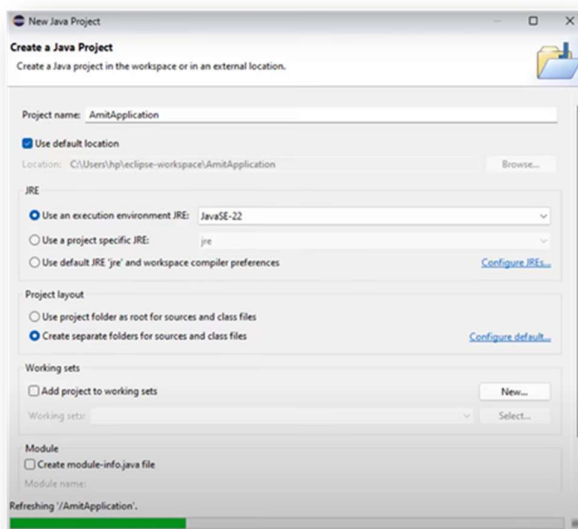 New Java Project
Create a Java Project
Create a Java project in the workspace or in an external location.
Project name: AmitApplication
Use default location
Location: C:\Users\hp\eclipse-workspace\AmitApplication Browse...
JRE
Use an execution environment JRE: JavaSE-22
Use a project specific JRE: jre
Use default JRE 'jre' and workspace compiler preferences Configure JREs...
Project layout
Use project folder as root for sources and class files
Create separate folders for sources and class files Configure default...
Working sets
Add project to working sets New...
Working sets: Select...
Module
Create module-info.java file
Module name:
Refreshing '/AmitApplication'.